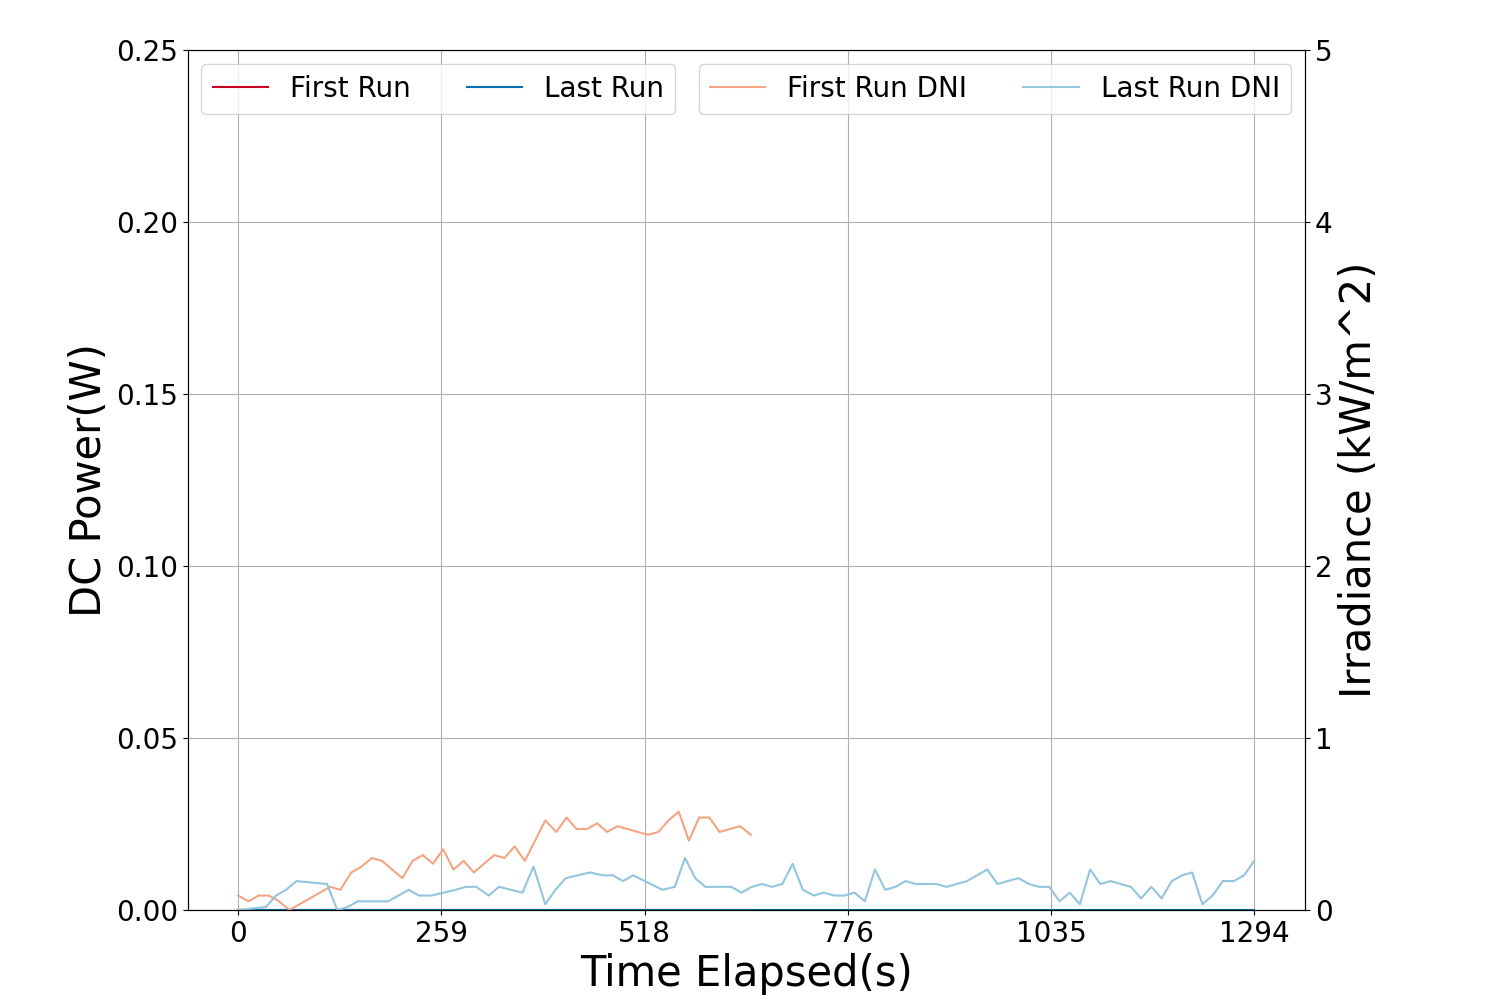 First Run
Last Run
First Run DNI
Last Run DNI
DC Power(W)
0.25
0.20
0.15
0.10
0.05
0.00
5
4
3
2
1
0
Irradiance (kW/m^2)
0 259 518 776 1035 1294
Time Elapsed(s)